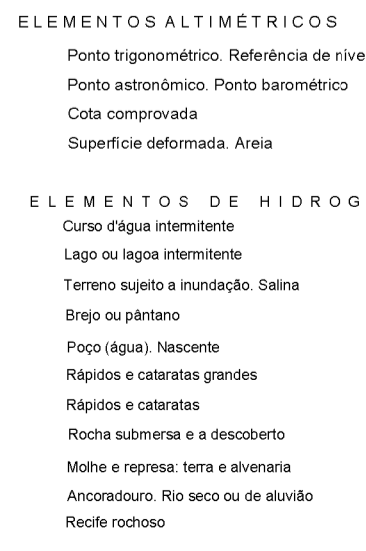 ELEMENTOS ALTIMÉTRICOS
Ponto trigonométrico. Referência de níve
Ponto astronômico. Ponto barométrico
Cota comprovada
Superfície deformada. Areia
ELEMENTOS DE HIDROG
Curso d'água intermitente
Lago ou lagoa intermitente
Terreno sujeito a inundação. Salina
Brejo ou pântano
Poço (água). Nascente
Rápidos e cataratas grandes
Rápidos e cataratas
Rocha submersa e a descoberto
Molhe e represa: terra e alvenaria
Ancoradouro. Rio seco ou de aluvião
Recife rochoso